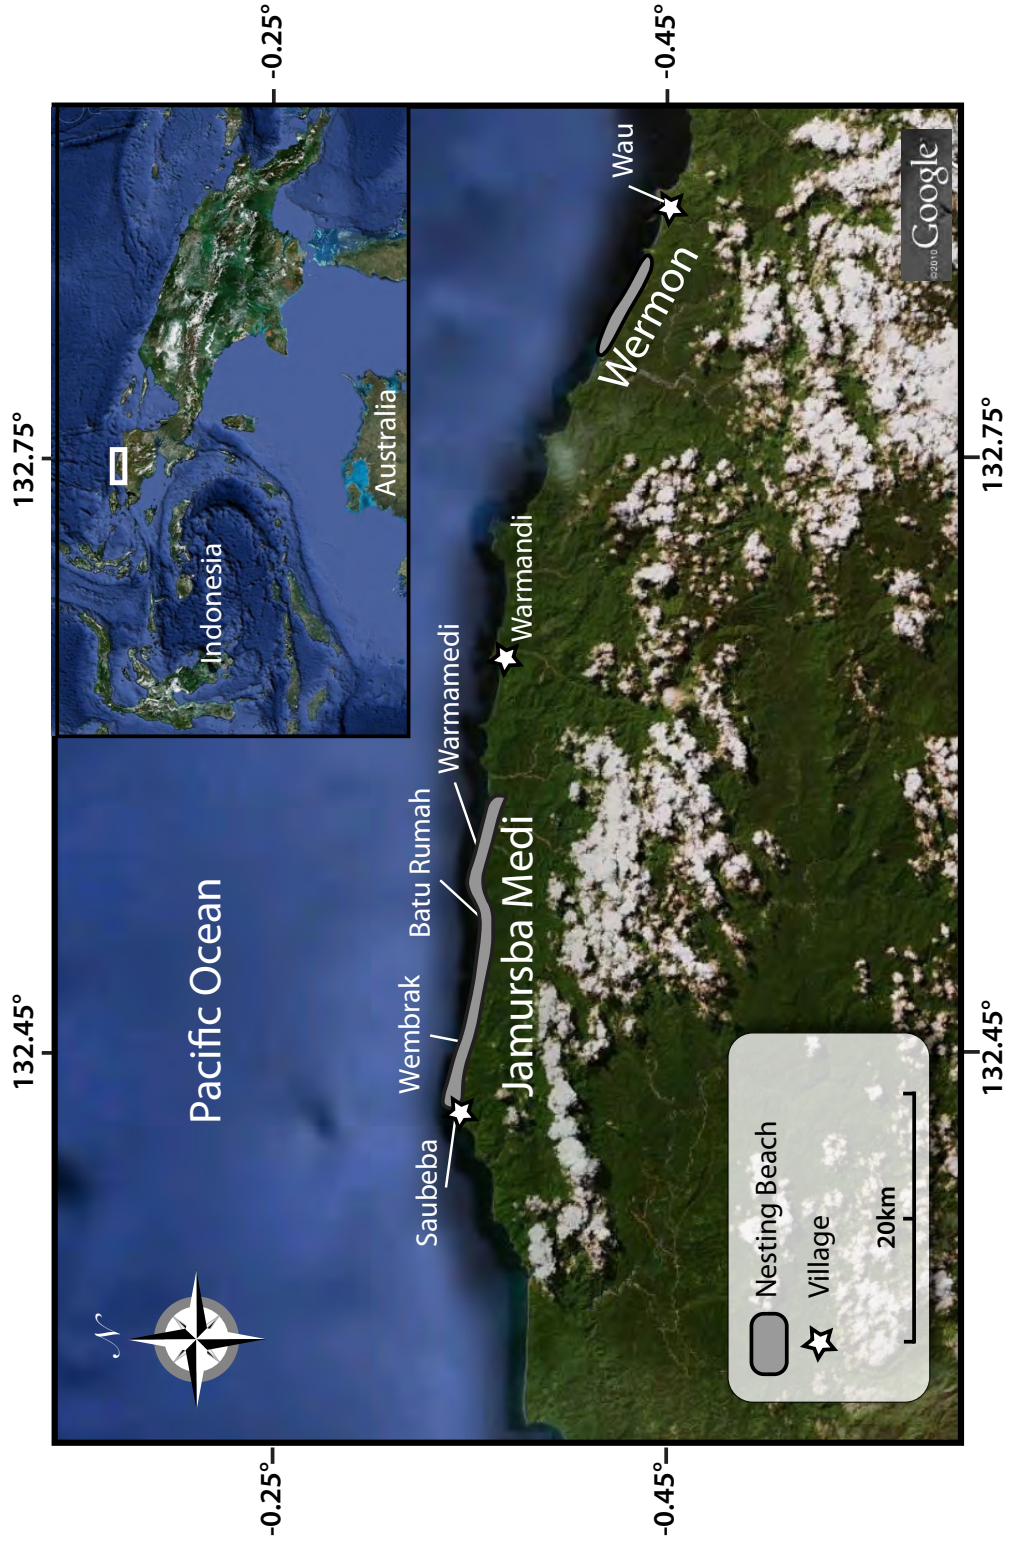 132.45°
132.75°
-0.25°
-0.25°
N
Pacific Ocean
Indonesia
Australia
Saubeba
Wembrak
Batu Rumah
Warmamedi
Warmandi
Wau
Jamursba Medi
Wermon
-0.45°
-0.45°
Nesting Beach
Village
20km
©2010 Google
132.45°
132.75°